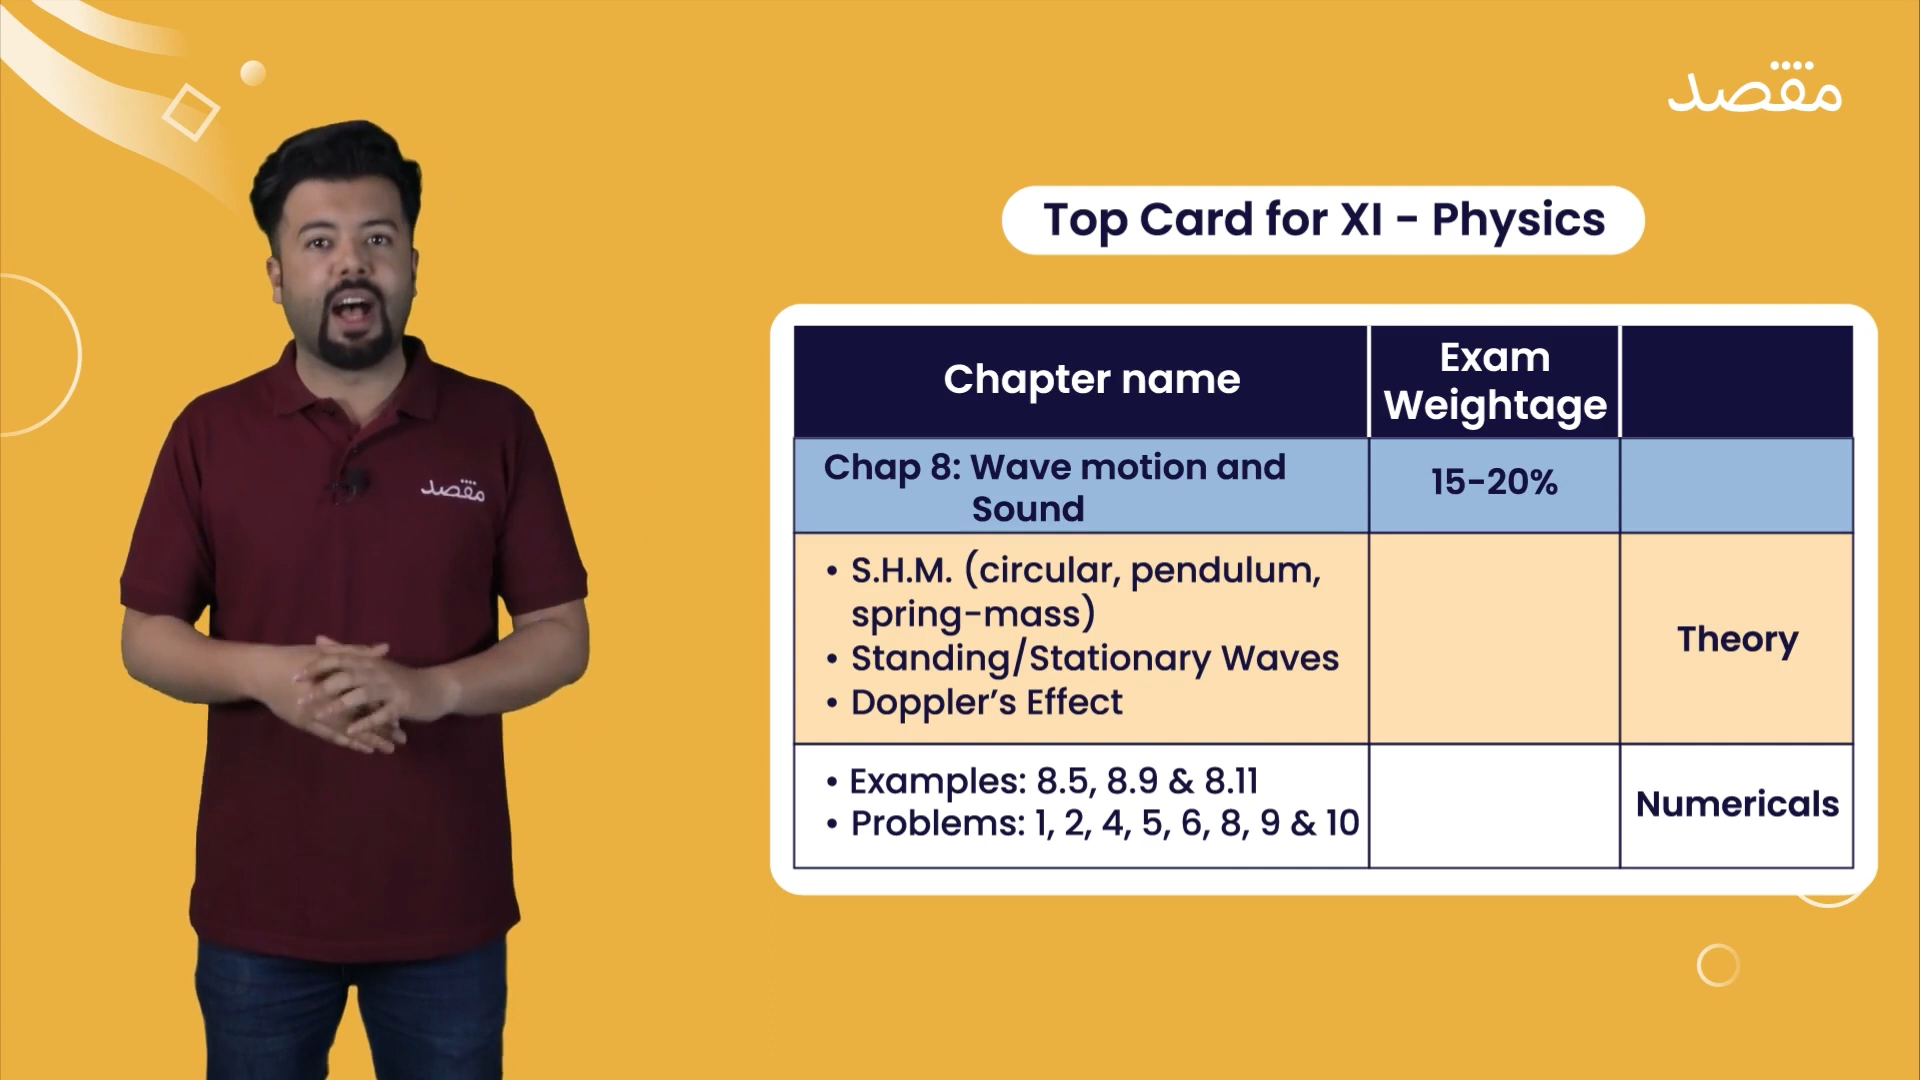 مقصد
Top Card for XI - Physics
Chapter name
Exam
Weightage
Chap 8: Wave motion and
Sound
15-20%
• S.H.M. (circular, pendulum,
spring-mass)
• Standing/Stationary Waves
• Doppler’s Effect
Theory
• Examples: 8.5, 8.9 & 8.11
• Problems: 1, 2, 4, 5, 6, 8, 9 & 10
Numericals
مقصد